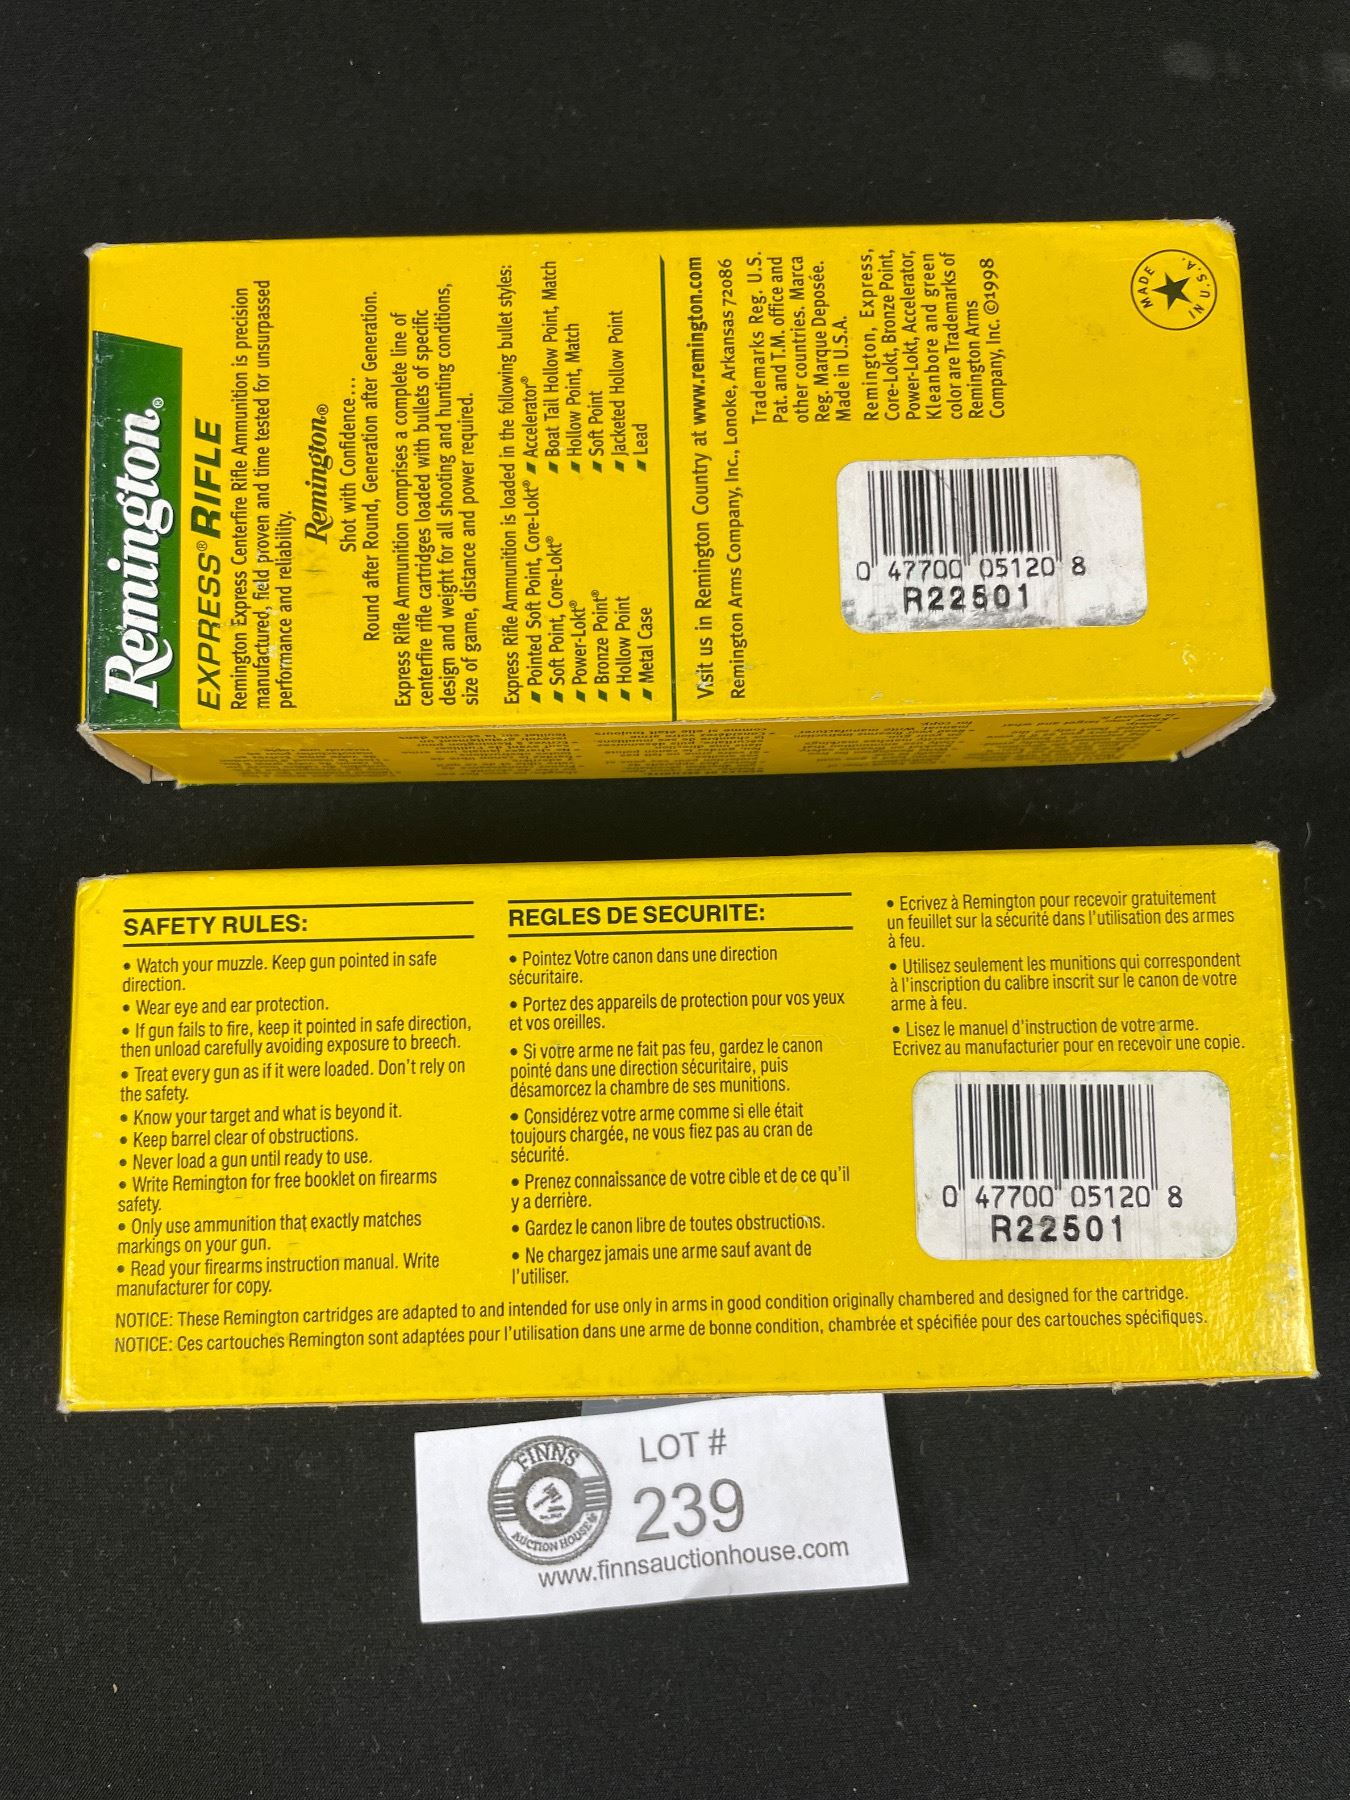 Remington®
EXPRESS® RIFLE
Remington Express Centerfire Rifle Ammunition is precision
manufactured, field proven and time tested for unsurpassed
performance and reliability.
Remington®
Shot with Confidence...
Round after Round, Generation after Generation.
Express Rifle Ammunition comprises a complete line of
centerfire rifle cartridges loaded with bullets of specific
design and weight for all shooting and hunting conditions,
size of game, distance and power required.
Express Rifle Ammunition is loaded in the following bullet styles:
Pointed Soft Point, Core-Lokt®
Soft Point, Core-Lokt®
Power-Lokt®
Bronze Point®
Hollow Point
Metal Case
Accelerator®
Boat Tail Hollow Point, Match
Hollow Point, Match
Soft Point
Jacketed Hollow Point
Lead
Visit us in Remington Country at www.remington.com
Remington Arms Company, Inc., Lonoke, Arkansas 72086
Trademarks Reg. U.S.
Pat. and T.M. office and
other countries. Marca
Reg. Marque Deposée.
Made in U.S.A.
Remington, Express,
Core-Lokt, Bronze Point,
Power-Lokt, Accelerator,
Kleanbore and green
color are Trademarks of
Remington Arms
Company, Inc. ©1998
MADE
IN U.S.A.
0 47700 05120 8
R22501
SAFETY RULES:
• Watch your muzzle. Keep gun pointed in safe
direction.
• Wear eye and ear protection.
• If gun fails to fire, keep it pointed in safe direction,
then unload carefully avoiding exposure to breech.
• Treat every gun as if it were loaded. Don't rely on
the safety.
• Know your target and what is beyond it.
• Keep barrel clear of obstructions.
• Never load a gun until ready to use.
• Write Remington for free booklet on firearms
safety.
• Only use ammunition that exactly matches
markings on your gun.
• Read your firearms instruction manual. Write
manufacturer for copy.
REGLES DE SECURITE:
• Pointez Votre canon dans une direction
sécuritaire.
• Portez des appareils de protection pour vos yeux
et vos oreilles.
• Si votre arme ne fait pas feu, gardez le canon
pointé dans une direction sécuritaire, puis
désamorcez la chambre de ses munitions.
• Considérez votre arme comme si elle était
toujours chargée, ne vous fiez pas au cran de
sécurité.
• Prenez connaissance de votre cible et de ce qu'il
y a derrière.
• Gardez le canon libre de toutes obstructions.
• Ne chargez jamais une arme sauf avant de
l'utiliser.
• Ecrivez à Remington pour recevoir gratuitement
un feuillet sur la sécurité dans l'utilisation des armes
à feu.
• Utilisez seulement les munitions qui correspondent
à l'inscription du calibre inscrit sur le canon de votre
arme à feu.
• Lisez le manuel d'instruction de votre arme.
Ecrivez au manufacturier pour en recevoir une copie.
0 47700 05120 8
R22501
NOTICE: These Remington cartridges are adapted to and intended for use only in arms in good condition originally chambered and designed for the cartridge.
NOTICE: Ces cartouches Remington sont adaptées pour l'utilisation dans une arme de bonne condition, chambrée et spécifiée pour des cartouches spécifiques.
FINNS
AUCTION HOUSE
LOT #
239
www.finnsauctionhouse.com